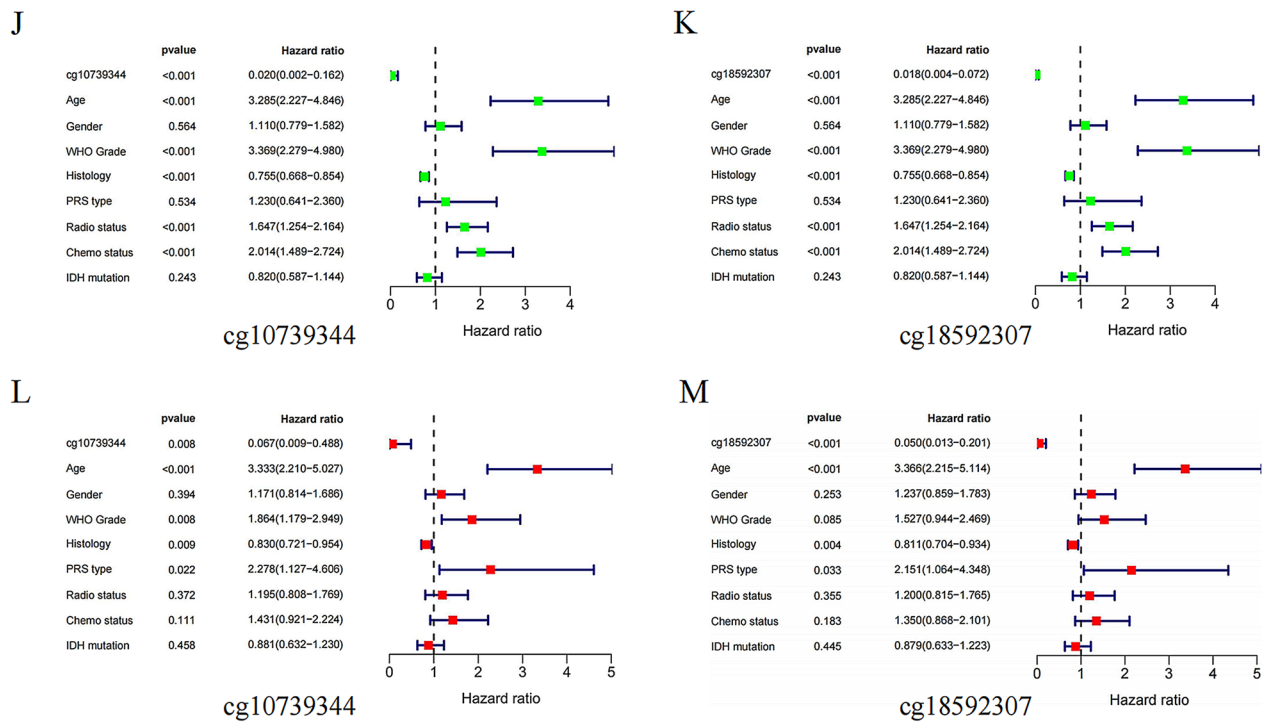 J
pvalue Hazard ratio
cg10739344 <0.001 0.020(0.002−0.162)
Age <0.001 3.285(2.227−4.846)
Gender 0.564 1.110(0.779−1.582)
WHO Grade <0.001 3.369(2.279−4.980)
Histology <0.001 0.755(0.668−0.854)
PRS type 0.534 1.230(0.641−2.360)
Radio status <0.001 1.647(1.254−2.164)
Chemo status <0.001 2.014(1.489−2.724)
IDH mutation 0.243 0.820(0.587−1.144)
0 1 2 3 4
Hazard ratio
cg10739344
K
pvalue Hazard ratio
cg18592307 <0.001 0.018(0.004−0.072)
Age <0.001 3.285(2.227−4.846)
Gender 0.564 1.110(0.779−1.582)
WHO Grade <0.001 3.369(2.279−4.980)
Histology <0.001 0.755(0.668−0.854)
PRS type 0.534 1.230(0.641−2.360)
Radio status <0.001 1.647(1.254−2.164)
Chemo status <0.001 2.014(1.489−2.724)
IDH mutation 0.243 0.820(0.587−1.144)
0 1 2 3 4
Hazard ratio
cg18592307
L
pvalue Hazard ratio
cg10739344 0.008 0.067(0.009−0.488)
Age <0.001 3.333(2.210−5.027)
Gender 0.394 1.171(0.814−1.686)
WHO Grade 0.008 1.864(1.179−2.949)
Histology 0.009 0.830(0.721−0.954)
PRS type 0.022 2.278(1.127−4.606)
Radio status 0.372 1.195(0.808−1.769)
Chemo status 0.111 1.431(0.921−2.224)
IDH mutation 0.458 0.881(0.632−1.230)
0 1 2 3 4 5
Hazard ratio
cg10739344
M
pvalue Hazard ratio
cg18592307 <0.001 0.050(0.013−0.201)
Age <0.001 3.366(2.215−5.114)
Gender 0.253 1.237(0.859−1.783)
WHO Grade 0.085 1.527(0.944−2.469)
Histology 0.004 0.811(0.704−0.934)
PRS type 0.033 2.151(1.064−4.348)
Radio status 0.355 1.200(0.815−1.765)
Chemo status 0.183 1.350(0.868−2.101)
IDH mutation 0.445 0.879(0.633−1.223)
0 1 2 3 4 5
Hazard ratio
cg18592307